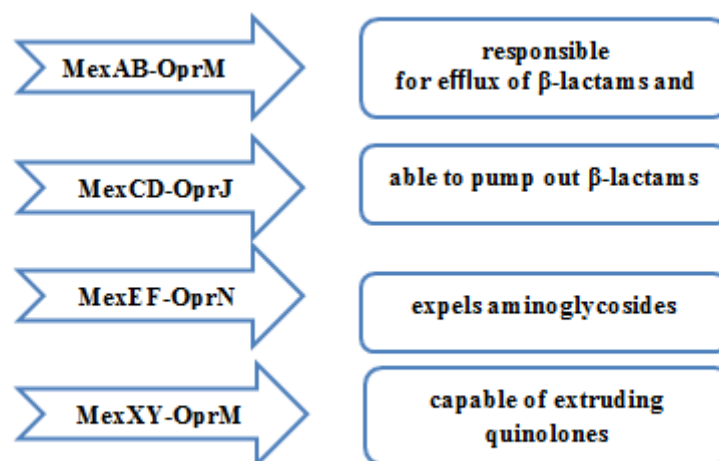 MexAB-OprM
responsible
for efflux of β-lactams and
MexCD-OprJ
able to pump out β-lactams
MexEF-OprN
expels aminoglycosides
MexXY-OprM
capable of extruding
quinolones